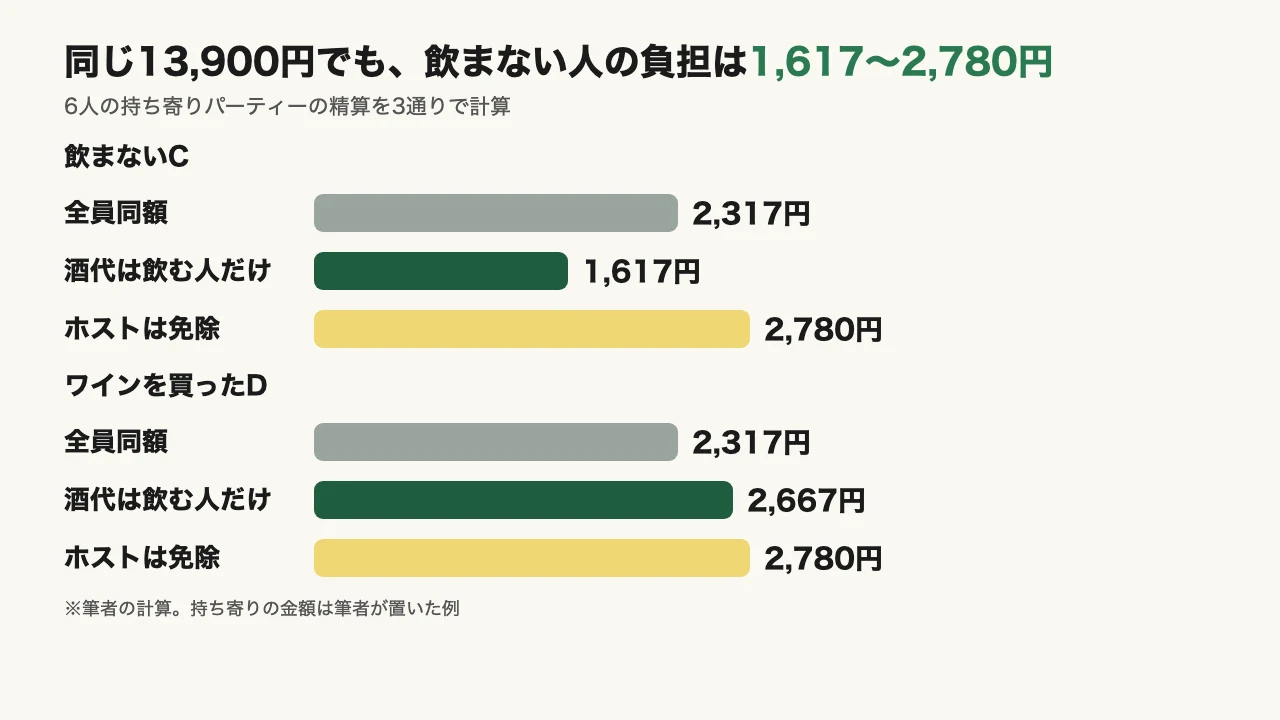 同じ13,900円でも、飲まない人の負担は1,617〜2,780円
6人の持ち寄りパーティーの精算を3通りで計算
飲まないC
全員同額 2,317円
酒代は飲む人だけ 1,617円
ホストは免除 2,780円
ワインを買ったD
全員同額 2,317円
酒代は飲む人だけ 2,667円
ホストは免除 2,780円
※筆者の計算。持ち寄りの金額は筆者が置いた例